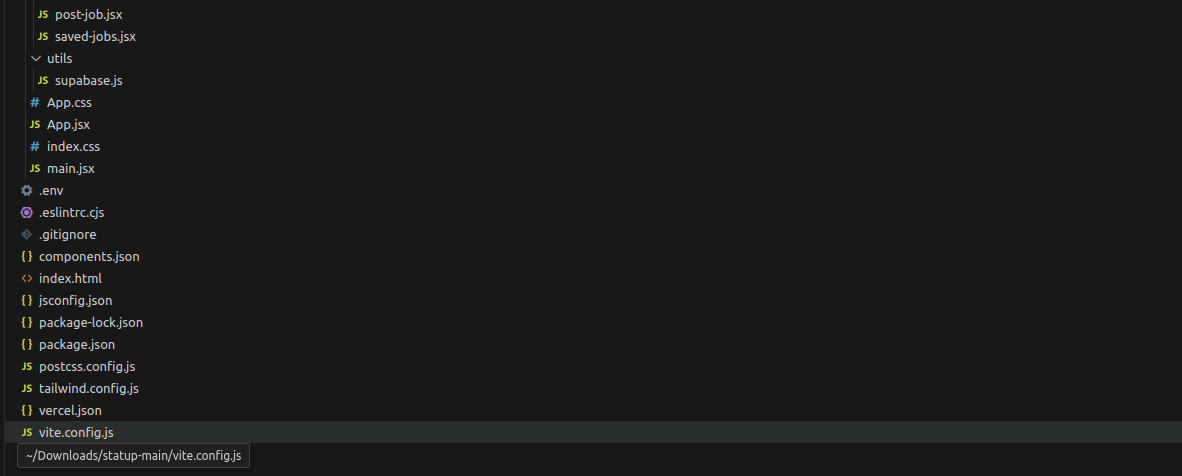 JS post-job.jsx
JS saved-jobs.jsx
utils
JS supabase.js
# App.css
JS App.jsx
# index.css
JS main.jsx
.env
.eslintrc.cjs
.gitignore
{} components.json
<> index.html
{} jsconfig.json
{} package-lock.json
{} package.json
JS postcss.config.js
JS tailwind.config.js
{} vercel.json
JS vite.config.js
~/Downloads/statup-main/vite.config.js